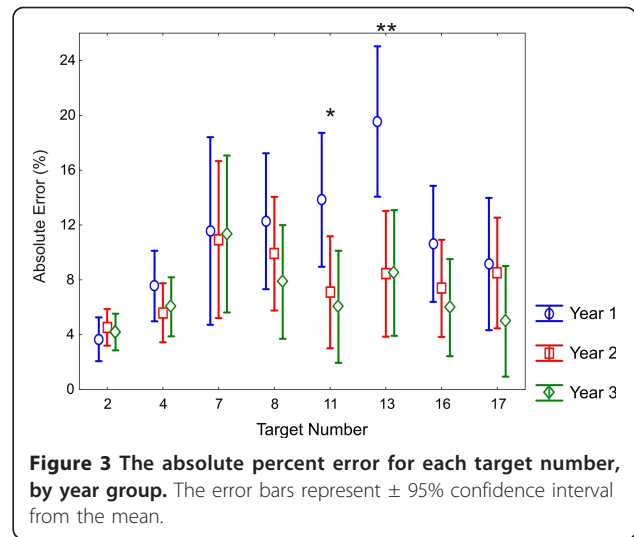 **
*
24
20
16
12
8
4
0
Absolute Error (%)
2 4 7 8 11 13 16 17
Target Number
Year 1
Year 2
Year 3
Figure 3 The absolute percent error for each target number,
by year group. The error bars represent ± 95% confidence interval
from the mean.